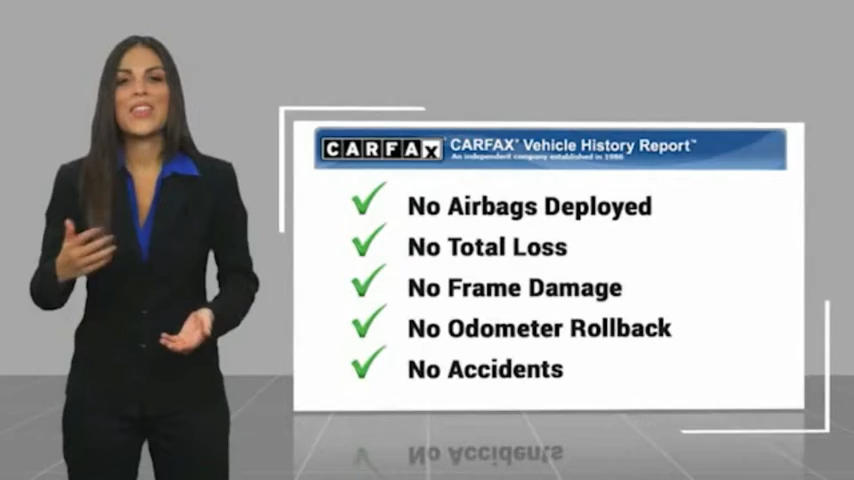 CARFAX CARFAX® Vehicle History Report™
An independent company established in 1986
No Airbags Deployed
No Total Loss
No Frame Damage
No Odometer Rollback
No Accidents
No Accidents